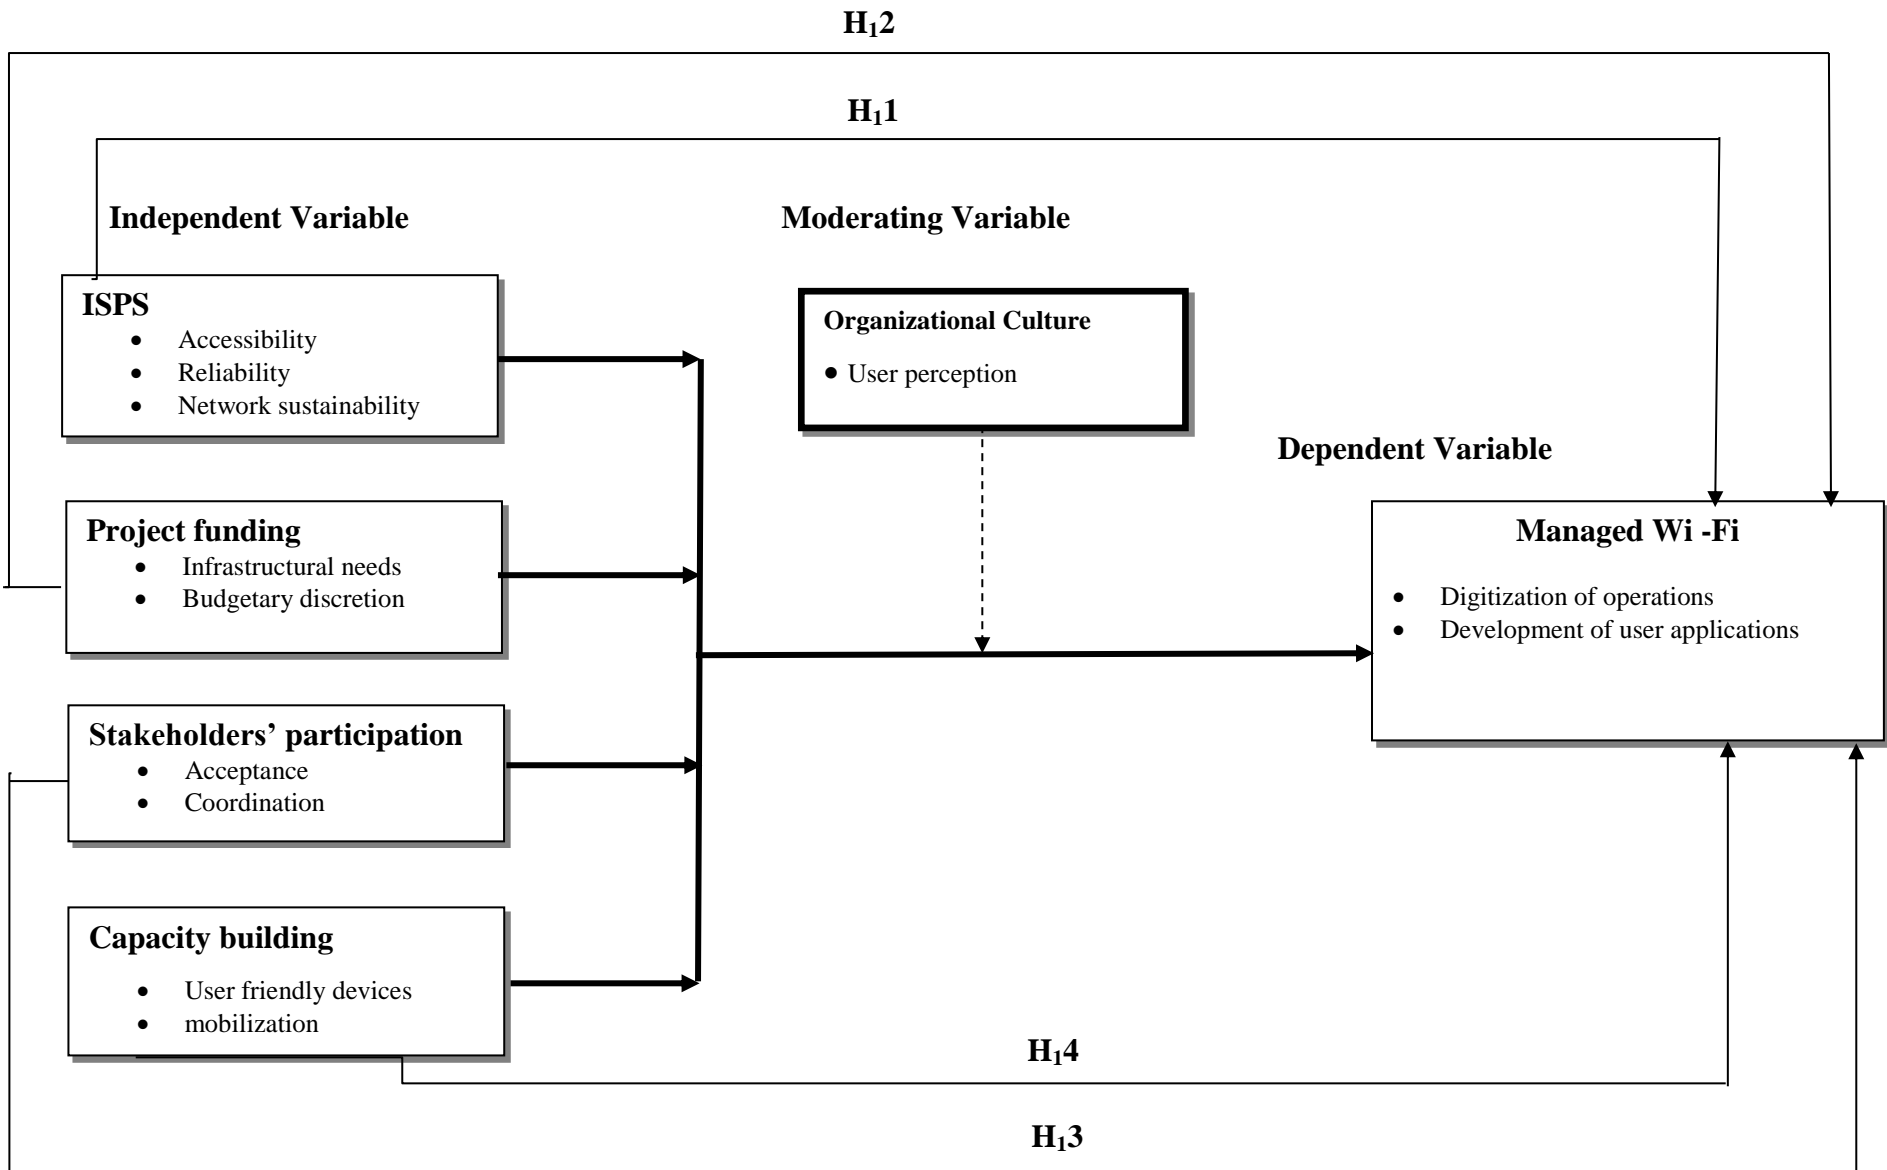 H₁2
H₁1
Independent Variable
Moderating Variable
ISPS
• Accessibility
• Reliability
• Network sustainability
Organizational Culture
• User perception
Dependent Variable
Project funding
• Infrastructural needs
• Budgetary discretion
Managed Wi -Fi
• Digitization of operations
• Development of user applications
Stakeholders’ participation
• Acceptance
• Coordination
Capacity building
• User friendly devices
• mobilization
H₁4
H₁3